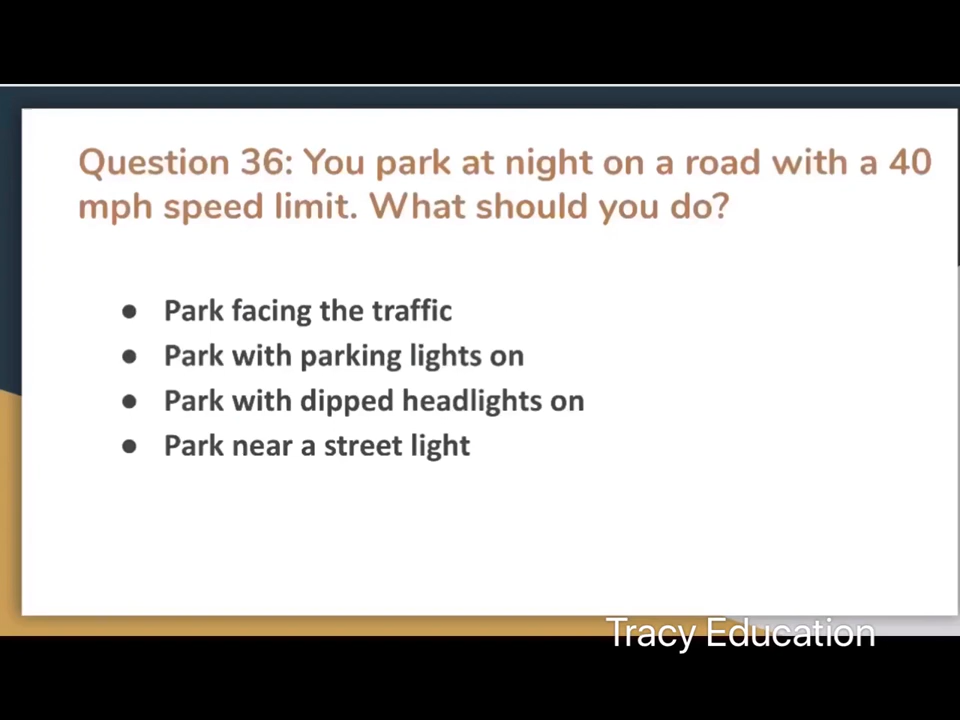 Question 36: You park at night on a road with a 40
mph speed limit. What should you do?
● Park facing the traffic
● Park with parking lights on
● Park with dipped headlights on
● Park near a street light
Tracy Education